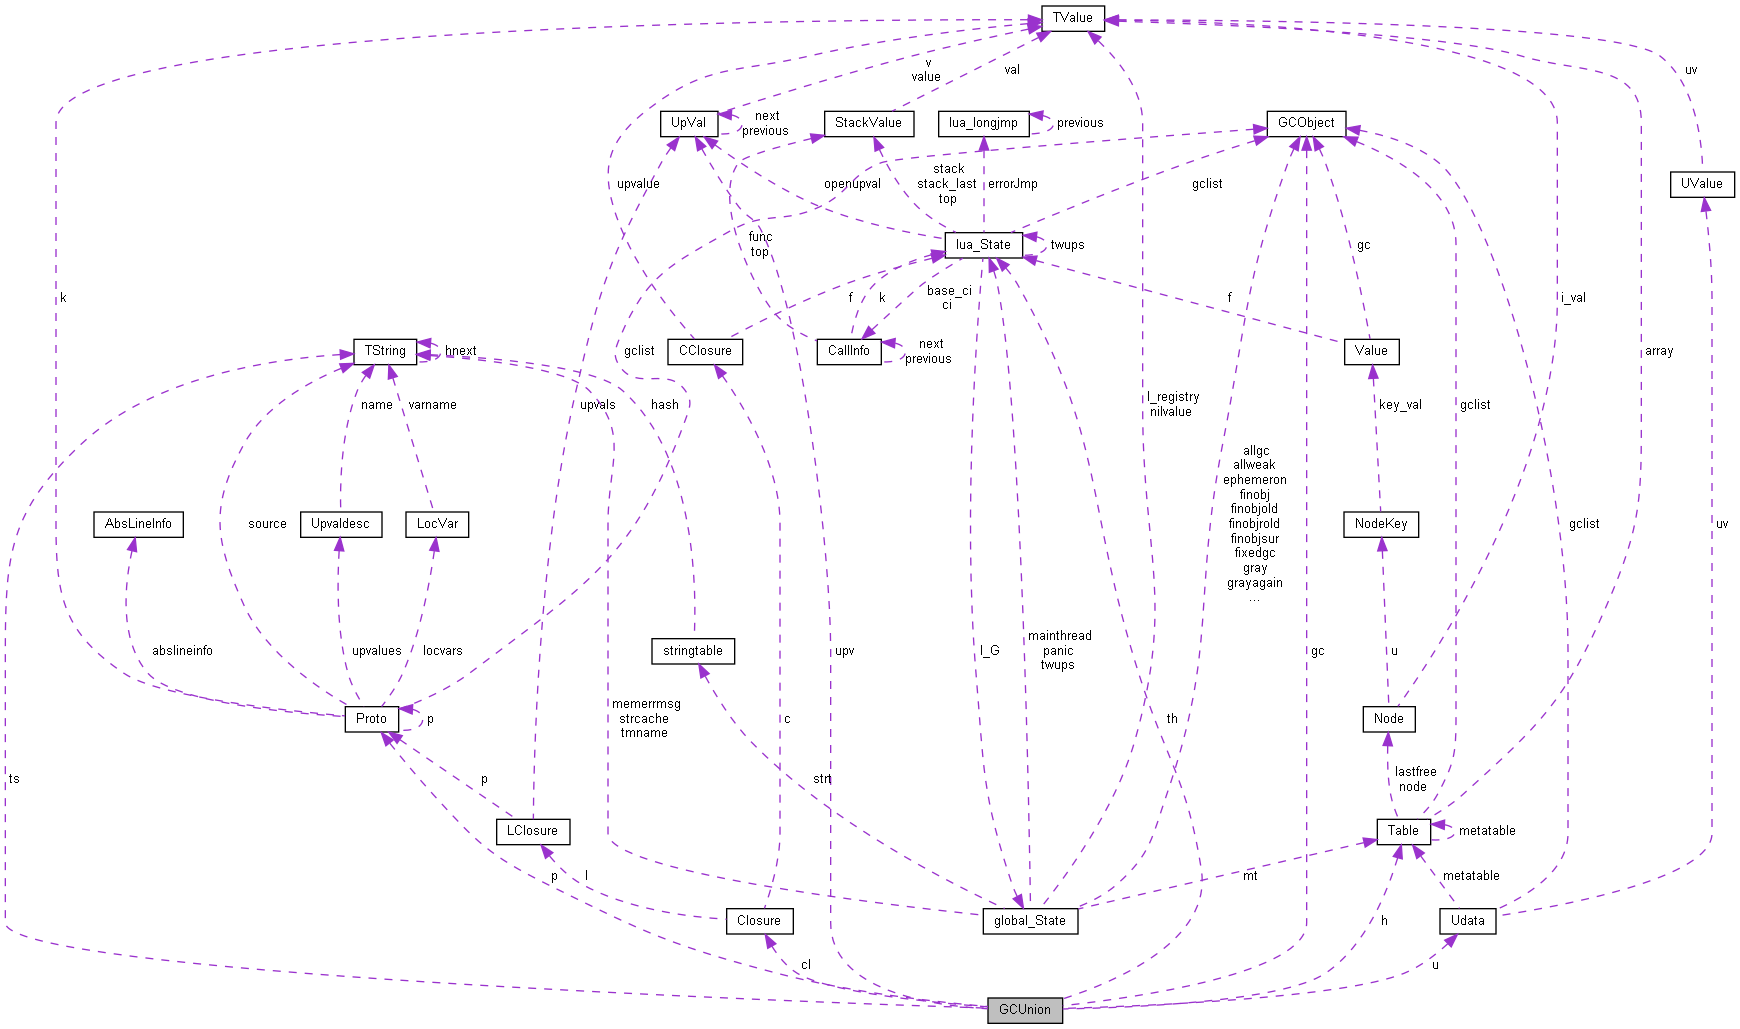 TValue
v
value
val
uv
UpVal
next
previous
StackValue
lua_longjmp
previous
GCObject
upvalue
openupval
stack
stack_last
top
errorJmp
gclist
UValue
func
top
lua_State
twups
gc
k
f
k
base_ci
ci
f
i_val
TString
hnext
gclist
CClosure
CallInfo
next
previous
Value
array
name
varname
hash
upvals
l_registry
nilvalue
key_val
gclist
allgc
allweak
ephemeron
finobj
finobjold
finobjrold
finobjsur
fixedgc
gray
grayagain
...
AbsLineInfo
source
Upvaldesc
LocVar
NodeKey
gclist
uv
abslineinfo
upvalues
locvars
stringtable
upv
l_G
mainthread
panic
twups
gc
u
Proto
p
memerrmsg
strcache
tmname
c
th
Node
ts
p
strt
lastfree
node
LClosure
Table
metatable
p
l
mt
metatable
Closure
global_State
h
Udata
cl
u
GCUnion